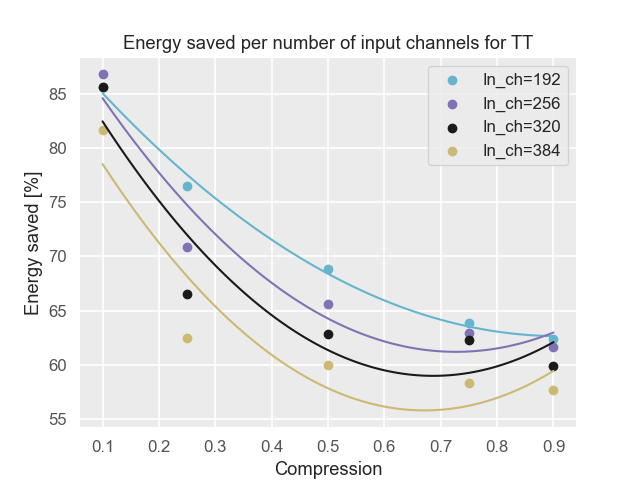 Energy saved per number of input channels for TT
In_ch=192
In_ch=256
In_ch=320
In_ch=384
Energy saved [%]
85
80
75
70
65
60
55
0.1 0.2 0.3 0.4 0.5 0.6 0.7 0.8 0.9
Compression